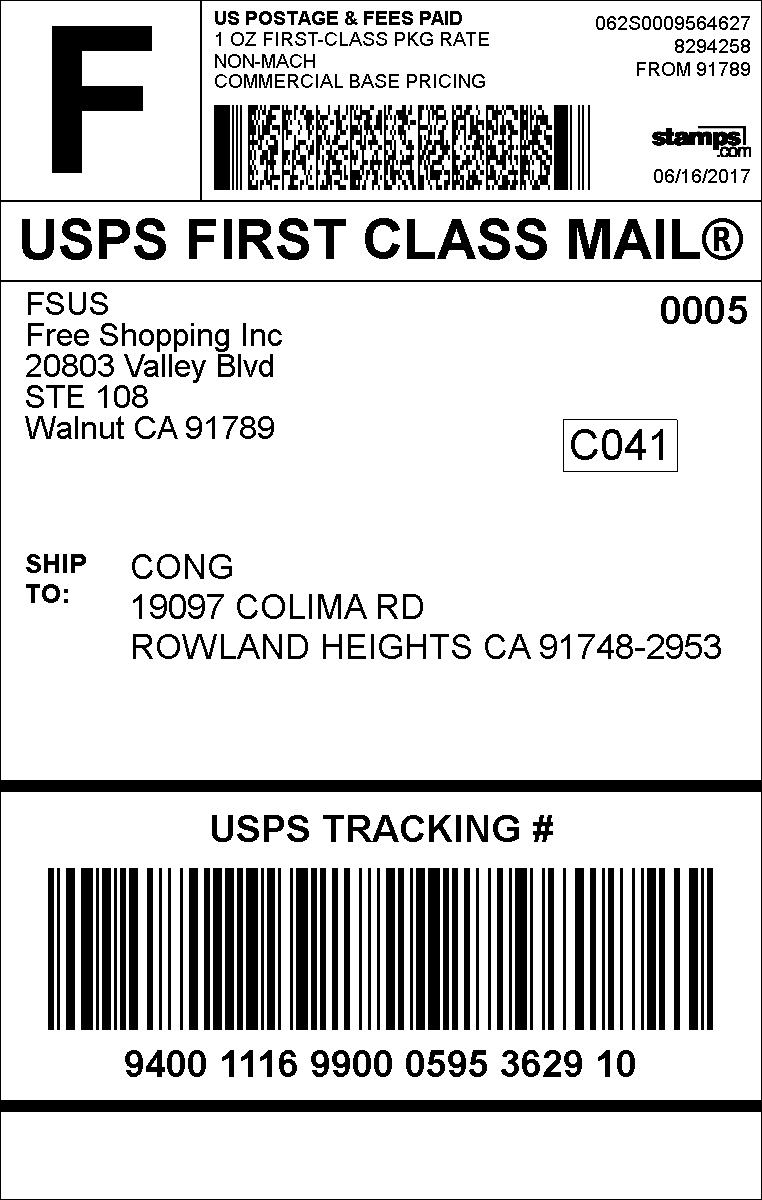 F
US POSTAGE & FEES PAID
1 OZ FIRST-CLASS PKG RATE
NON-MACH
COMMERCIAL BASE PRICING
062S0009564627
8294258
FROM 91789
stamps.com
06/16/2017
USPS FIRST CLASS MAIL®
FSUS
Free Shopping Inc
20803 Valley Blvd
STE 108
Walnut CA 91789
0005
C041
SHIP TO:
CONG
19097 COLIMA RD
ROWLAND HEIGHTS CA 91748-2953
USPS TRACKING #
9400 1116 9900 0595 3629 10